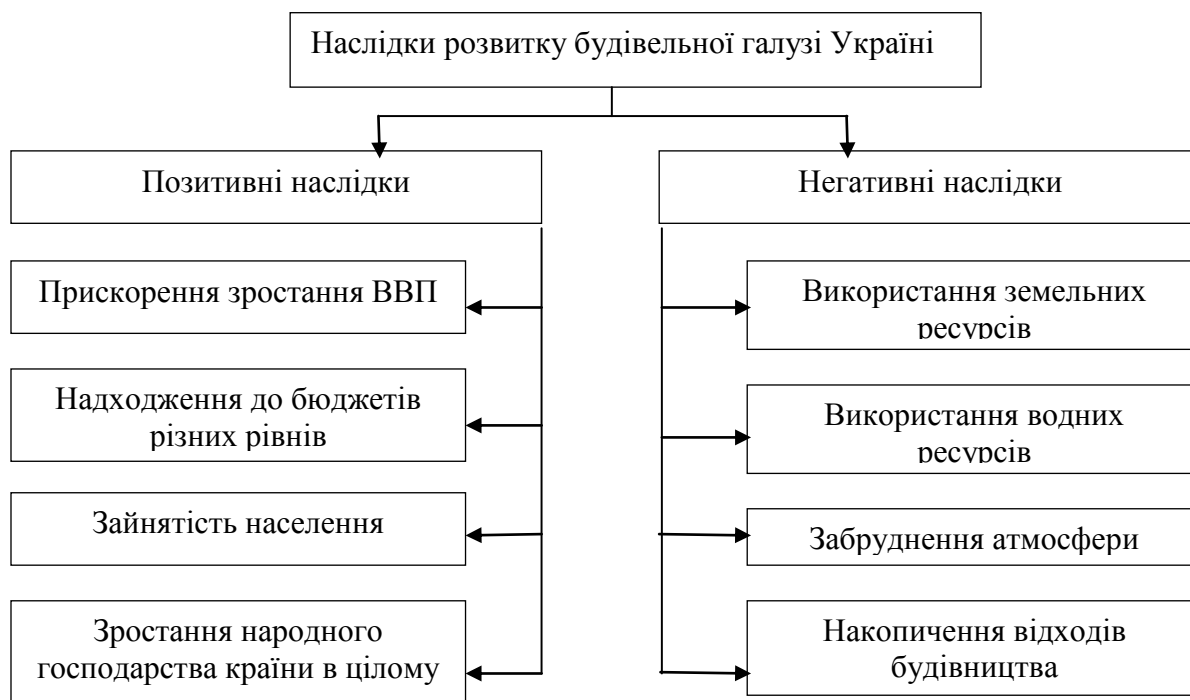 Наслідки розвитку будівельної галузі Україні
Позитивні наслідки
Прискорення зростання ВВП
Надходження до бюджетів
різних рівнів
Зайнятість населення
Зростання народного
господарства країни в цілому
Негативні наслідки
Використання земельних
ресурсів
Використання водних
ресурсів
Забруднення атмосфери
Накопичення відходів
будівництва